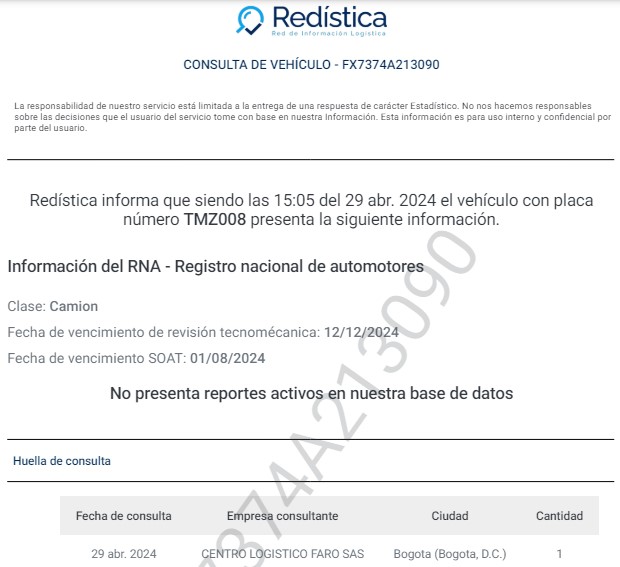 Redística
Red de Información Logística
CONSULTA DE VEHÍCULO - FX7374A213090
La responsabilidad de nuestro servicio está limitada a la entrega de una respuesta de carácter Estadístico. No nos hacemos responsables
sobre las decisiones que el usuario del servicio tome con base en nuestra Información. Esta información es para uso interno y confidencial por
parte del usuario.
Redística informa que siendo las 15:05 del 29 abr. 2024 el vehículo con placa
número TMZ008 presenta la siguiente información.
Información del RNA - Registro nacional de automotores
Clase: Camion
Fecha de vencimiento de revisión tecnomécanica: 12/12/2024
Fecha de vencimiento SOAT: 01/08/2024
No presenta reportes activos en nuestra base de datos
Huella de consulta
Fecha de consulta Empresa consultante Ciudad Cantidad
29 abr. 2024 CENTRO LOGISTICO FARO SAS Bogota (Bogota, D.C.) 1
7374A213090